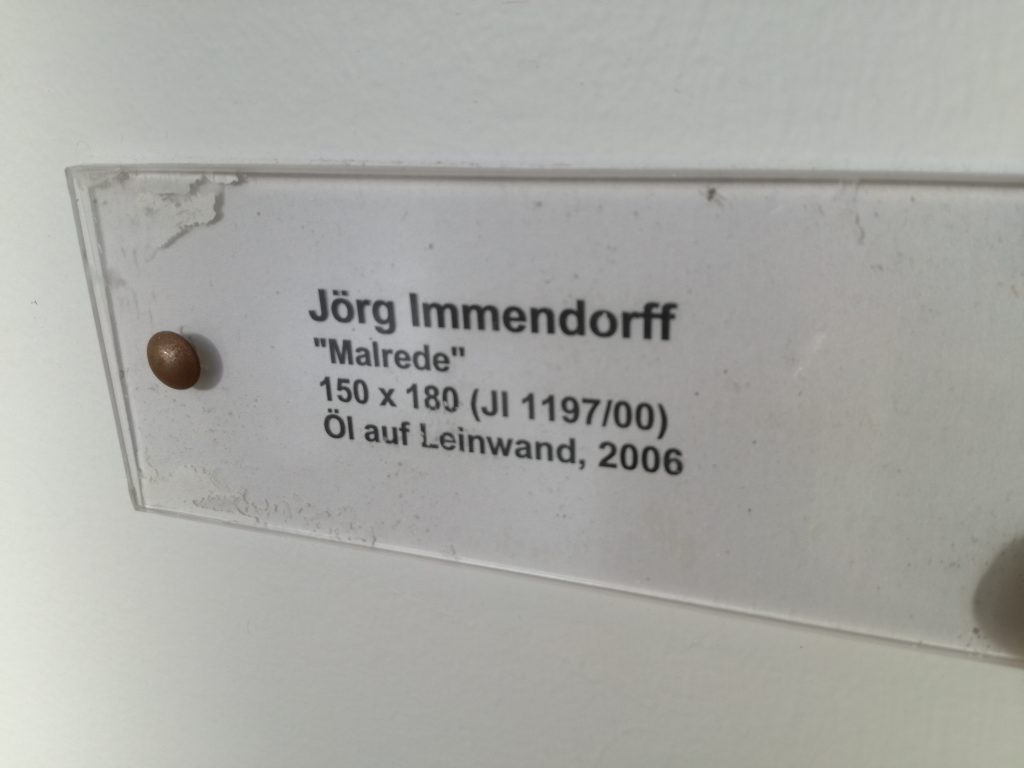 Jörg Immendorff
"Malrede"
150 x 180 (JI 1197/00)
Öl auf Leinwand, 2006